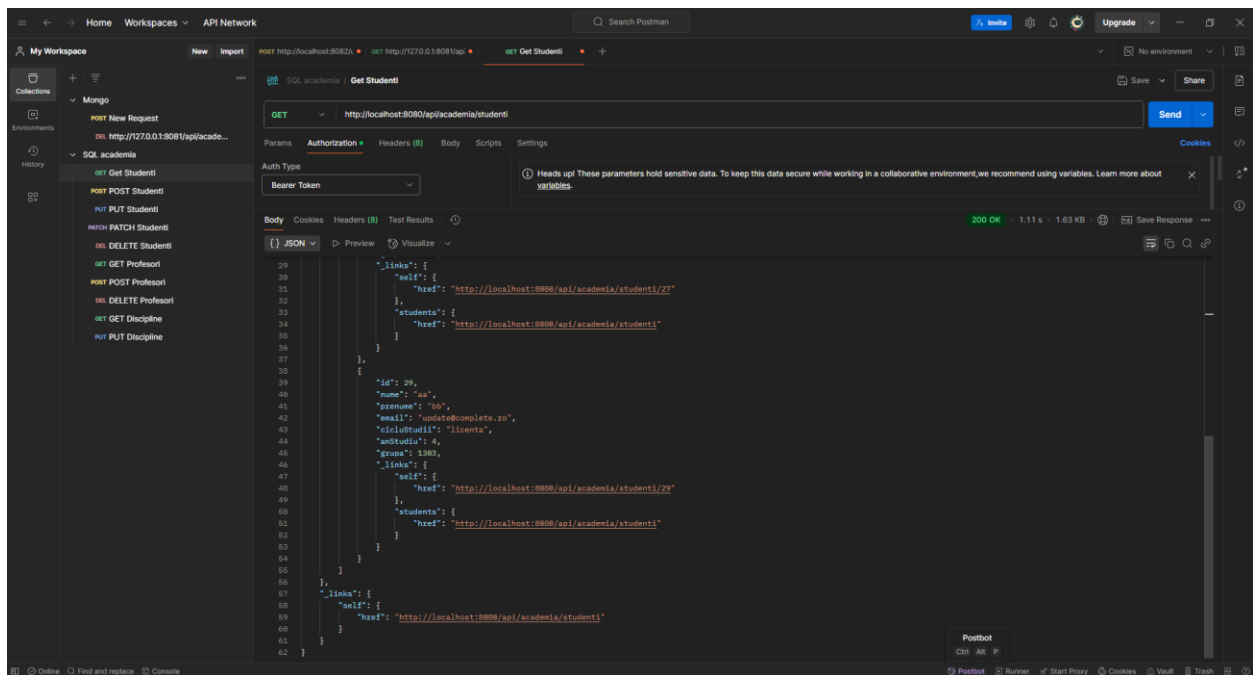 Home Workspaces API Network Search Postman Invite Upgrade
My Workspace New Import POST http://localhost:8082/\ GET http://127.0.0.1:8081/api GET Get Studenti No environment
Collections
Environments
History
Mongo
POST New Request
DEL http://127.0.0.1:8081/api/acade...
SQL academia
GET Get Studenti
POST POST Studenti
PUT PUT Studenti
PATCH PATCH Studenti
DEL DELETE Studenti
GET GET Profesori
POST POST Profesori
DEL DELETE Profesori
GET GET Discipline
PUT PUT Discipline
SQL academia / Get Studenti Save Share
GET http://localhost:8080/api/academia/studenti Send
Params Authorization Headers (8) Body Scripts Settings Cookies
Auth Type
Bearer Token
Heads up! These parameters hold sensitive data. To keep this data secure while working in a collaborative environment,we recommend using variables. Learn more about
variables.
Body Cookies Headers (8) Test Results 200 OK 1.11 s 1.63 KB Save Response
{} JSON Preview Visualize
29 "_links": {
30 "self": {
31 "href": "http://localhost:8080/api/academia/studenti/27"
32 },
33 "students": {
34 "href": "http://localhost:8080/api/academia/studenti"
35 }
36 }
37 },
38 {
39 "id": 29,
40 "nume": "aa",
41 "prenume": "bb",
42 "email": "update@complete.ro",
43 "cicluStudii": "licenta",
44 "anStudiu": 4,
45 "grupa": 1303,
46 "_links": {
47 "self": {
48 "href": "http://localhost:8080/api/academia/studenti/29"
49 },
50 "students": {
51 "href": "http://localhost:8080/api/academia/studenti"
52 }
53 }
54 }
55 ]
56 },
57 "_links": {
58 "self": {
59 "href": "http://localhost:8080/api/academia/studenti"
60 }
61 }
62 }
Postbot
Ctrl Alt P
Online Find and replace Console Postbot Runner Start Proxy Cookies Vault Trash